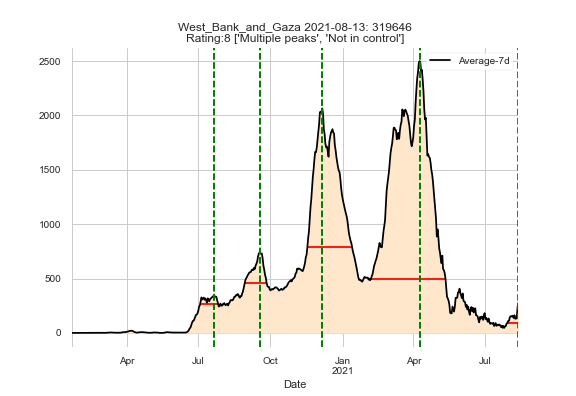 West_Bank_and_Gaza 2021-08-13: 319646
Rating:8 ['Multiple peaks', 'Not in control']
Average-7d
2500
2000
1500
1000
500
0
Apr Jul Oct Jan Apr Jul
2021
Date